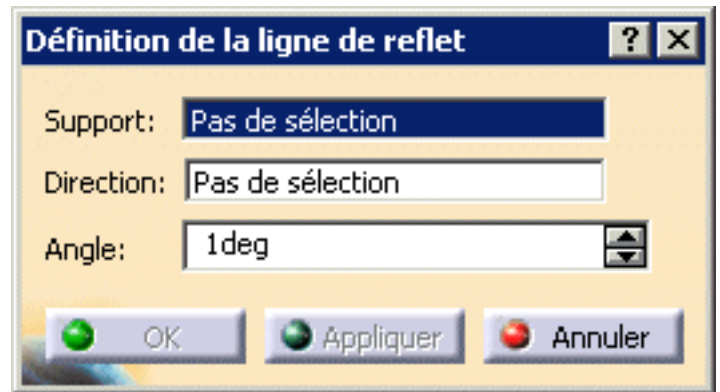 Définition de la ligne de reflet ? X
Support: Pas de sélection
Direction: Pas de sélection
Angle: 1deg
OK Appliquer Annuler